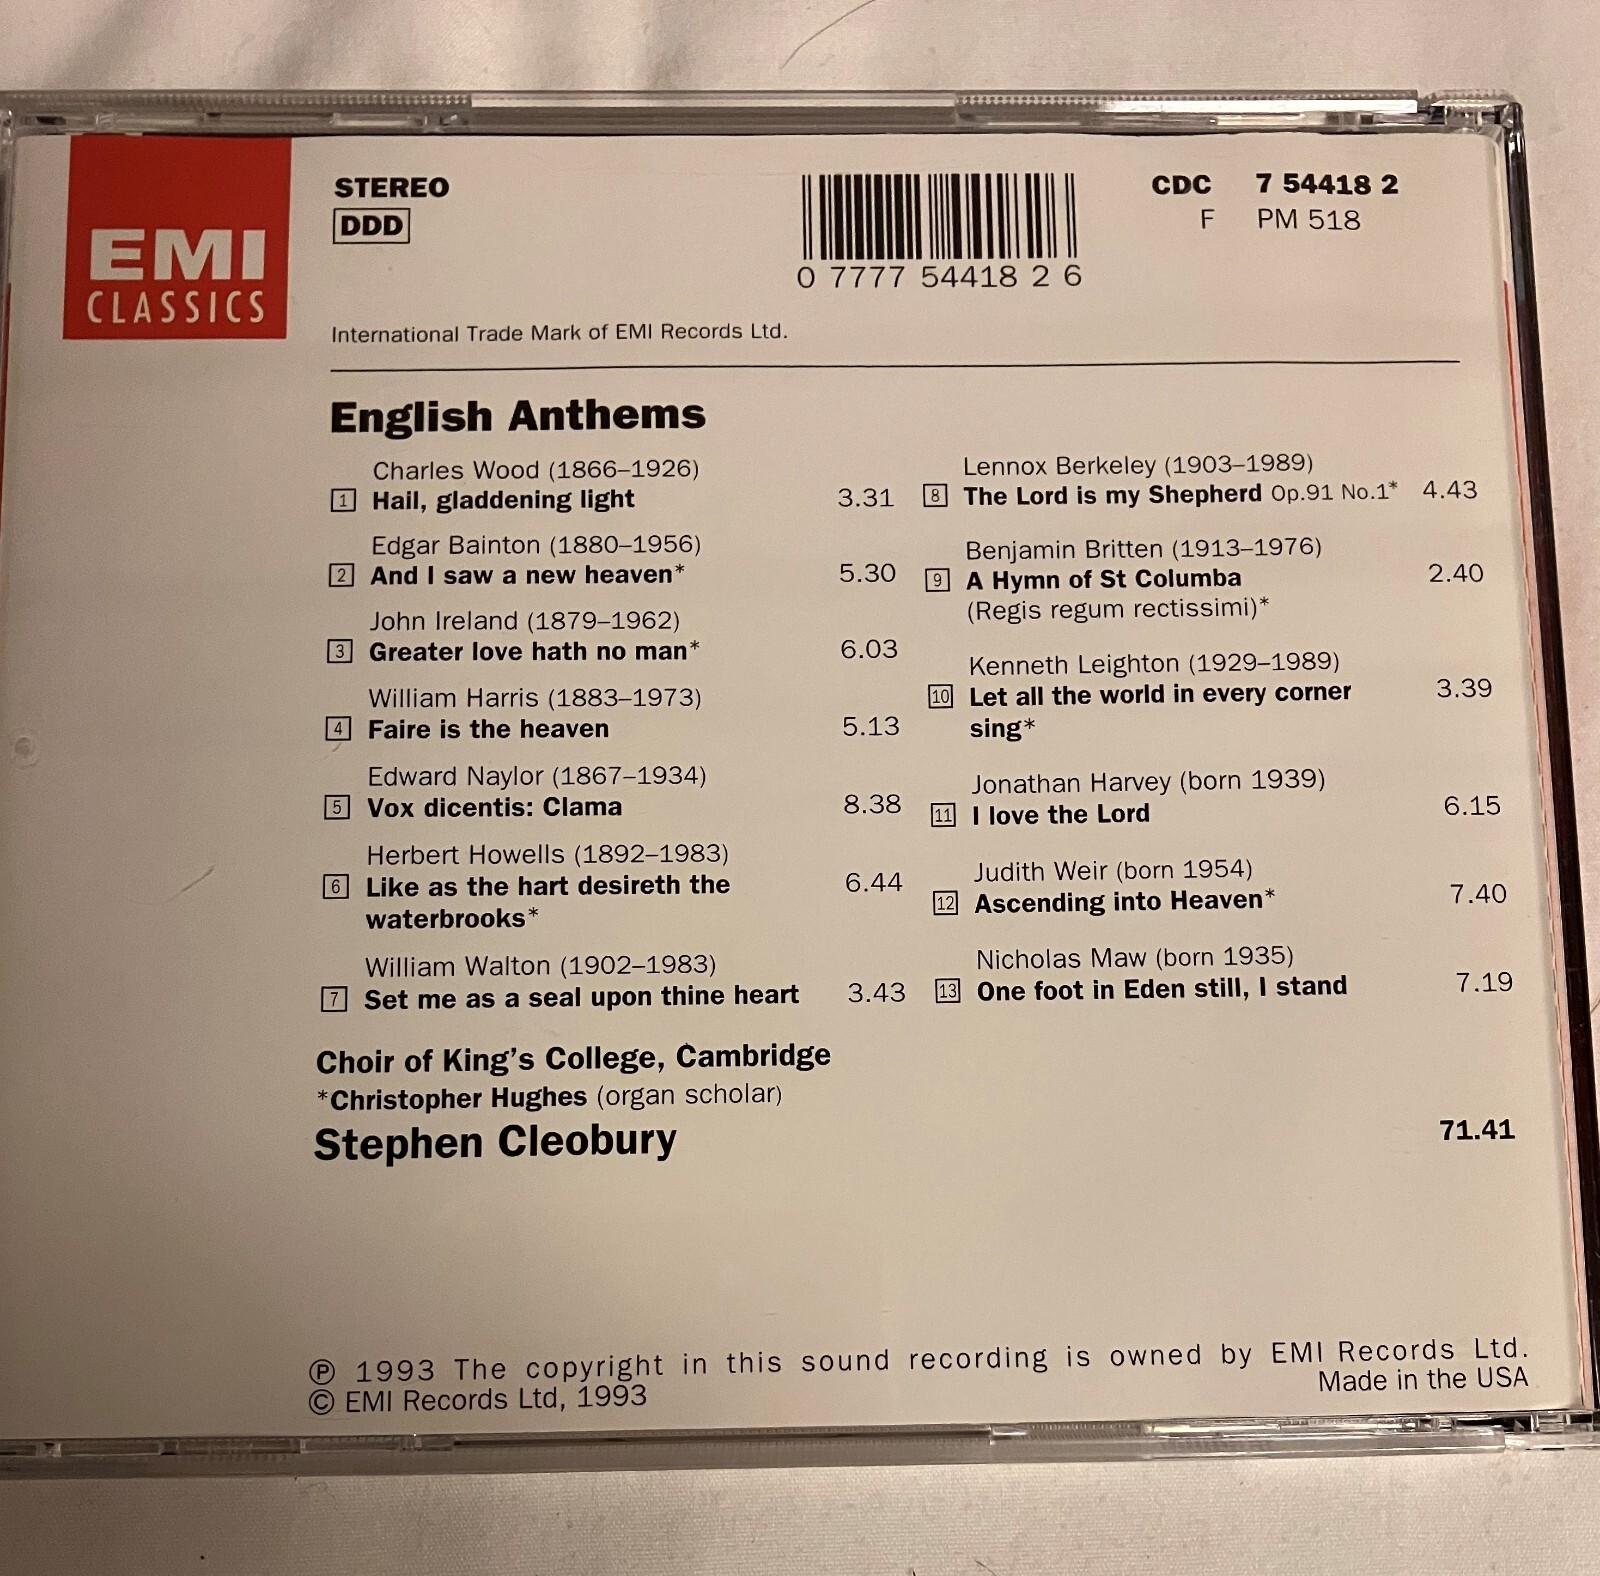 EMI
CLASSICS
STEREO
DDD
0 7777 54418 2 6
CDC 7 54418 2
F PM 518
International Trade Mark of EMI Records Ltd.
English Anthems
Charles Wood (1866–1926)
1 Hail, gladdening light 3.31
Edgar Bainton (1880–1956)
2 And I saw a new heaven* 5.30
John Ireland (1879–1962)
3 Greater love hath no man* 6.03
William Harris (1883–1973)
4 Faire is the heaven 5.13
Edward Naylor (1867–1934)
5 Vox dicentis: Clama 8.38
Herbert Howells (1892–1983)
6 Like as the hart desireth the 6.44
waterbrooks*
William Walton (1902–1983)
7 Set me as a seal upon thine heart 3.43
Lennox Berkeley (1903–1989)
8 The Lord is my Shepherd Op.91 No.1* 4.43
Benjamin Britten (1913–1976)
9 A Hymn of St Columba 2.40
(Regis regum rectissimi)*
Kenneth Leighton (1929–1989)
10 Let all the world in every corner 3.39
sing*
Jonathan Harvey (born 1939)
11 I love the Lord 6.15
Judith Weir (born 1954)
12 Ascending into Heaven* 7.40
Nicholas Maw (born 1935)
13 One foot in Eden still, I stand 7.19
Choir of King's College, Cambridge
*Christopher Hughes (organ scholar)
Stephen Cleobury 71.41
℗ 1993 The copyright in this sound recording is owned by EMI Records Ltd.
© EMI Records Ltd, 1993 Made in the USA